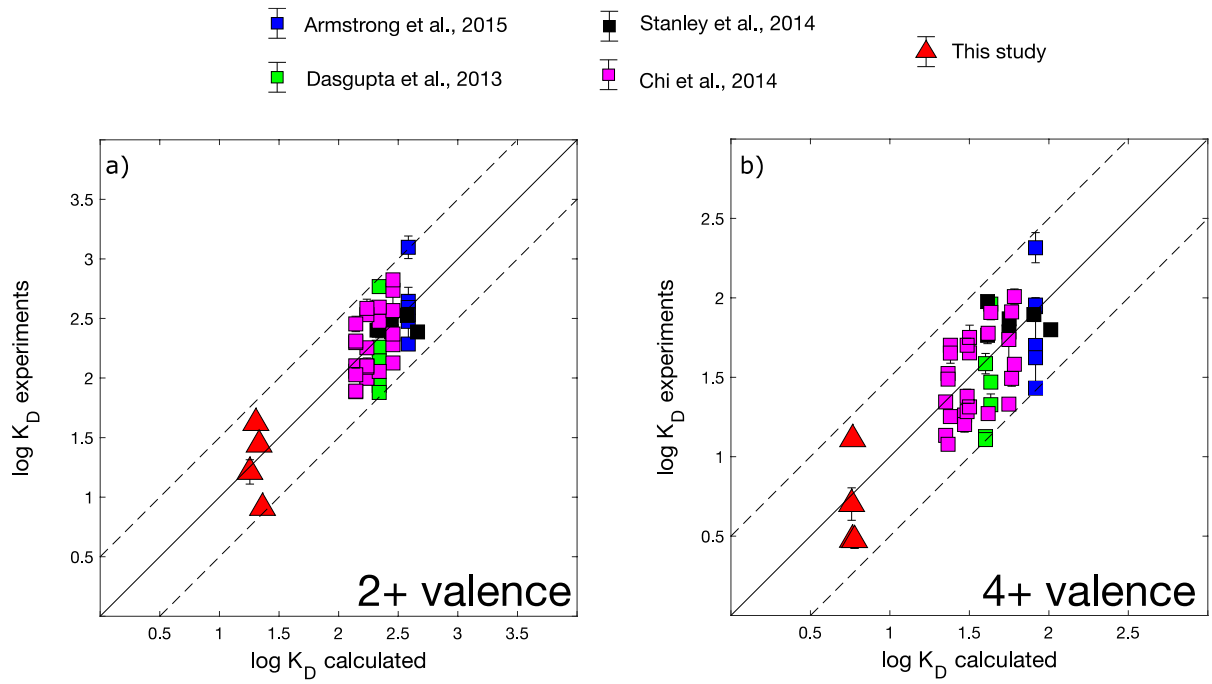 Armstrong et al., 2015
Stanley et al., 2014
This study
Dasgupta et al., 2013
Chi et al., 2014
a)
3.5
3
2.5
2
1.5
1
0.5
0.5
1
1.5
2
2.5
3
3.5
log K_D experiments
log K_D calculated
2+ valence
b)
2.5
2
1.5
1
0.5
0.5
1
1.5
2
2.5
log K_D experiments
log K_D calculated
4+ valence